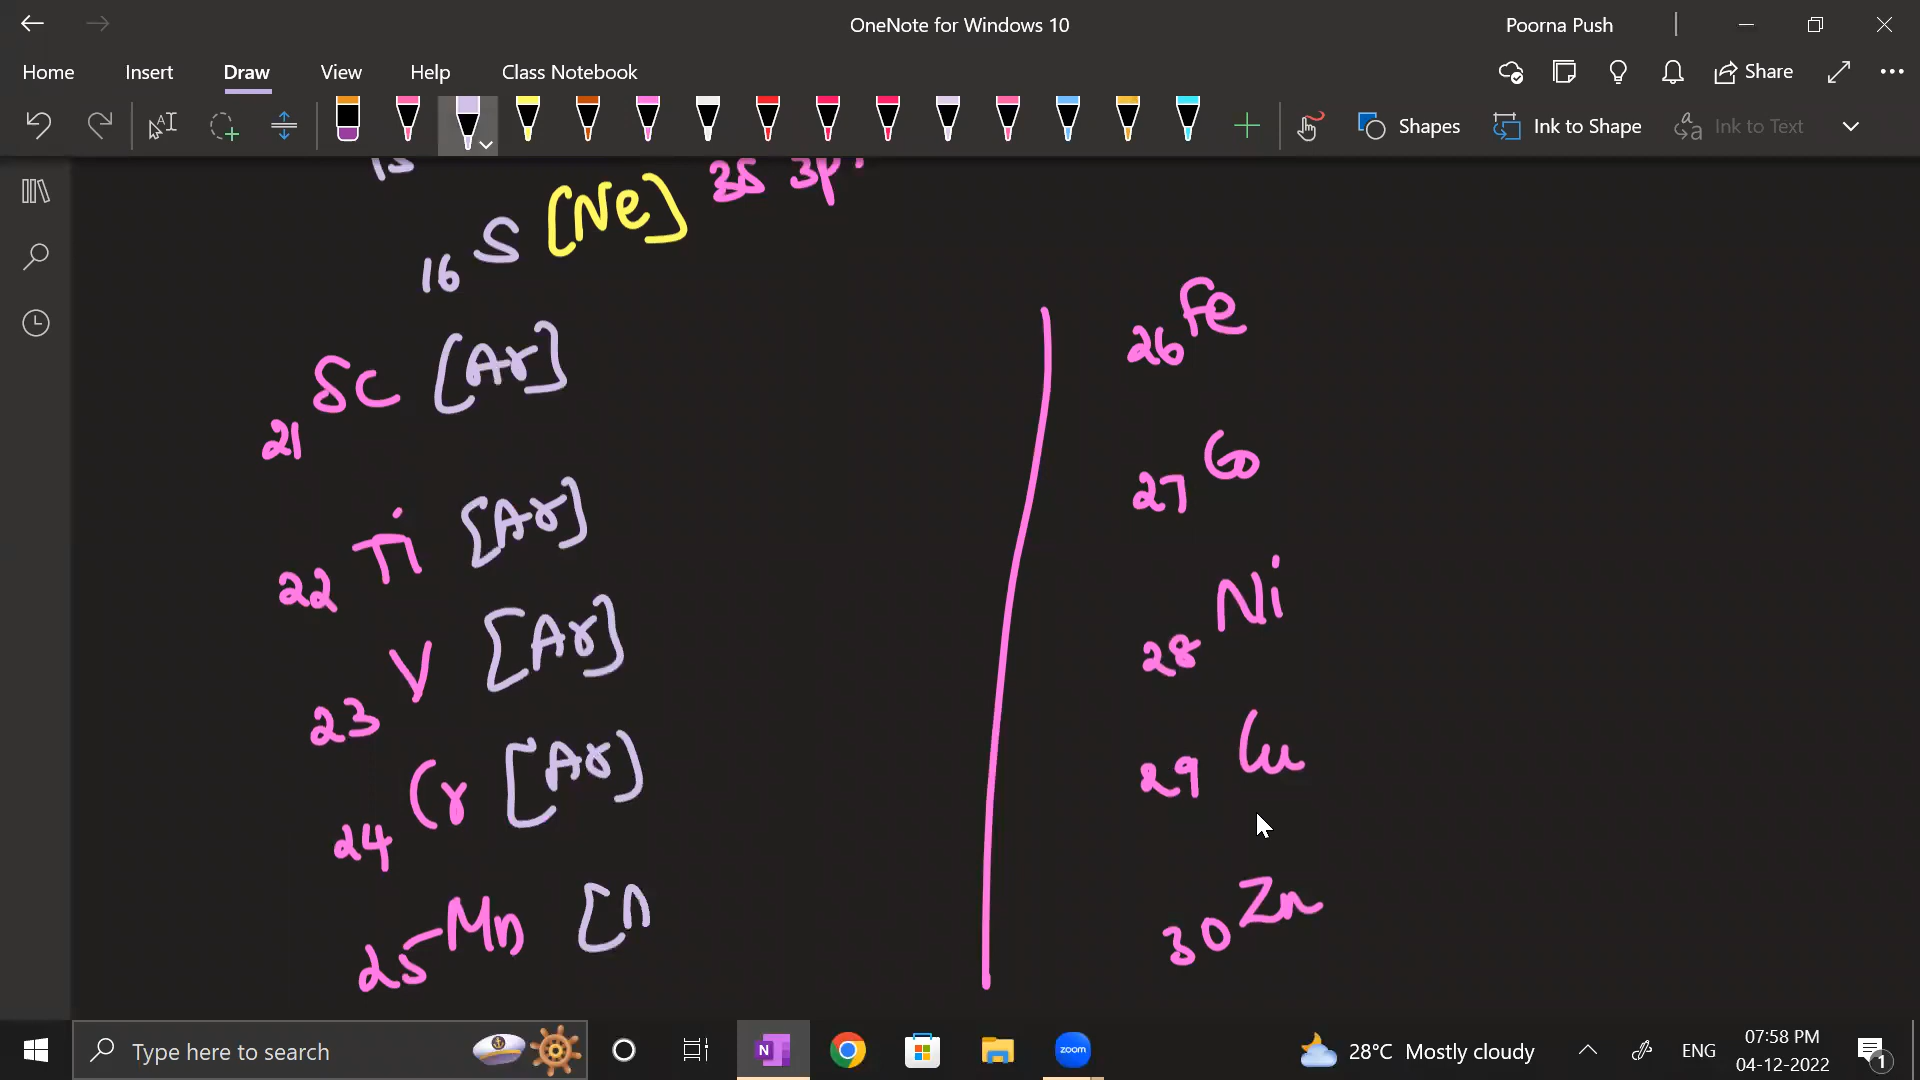 OneNote for Windows 10
Poorna Push
Home Insert Draw View Help Class Notebook
Share
Shapes Ink to Shape Ink to Text
16 S [Ne] 3s 3p
21 Sc [Ar]
22 Ti [Ar]
23 V [Ar]
24 Cr [Ar]
25 Mn [
26 Fe
27 Co
28 Ni
29 Cu
30 Zn
Type here to search
N
zoom
28°C Mostly cloudy
ENG
07:58 PM
04-12-2022
1